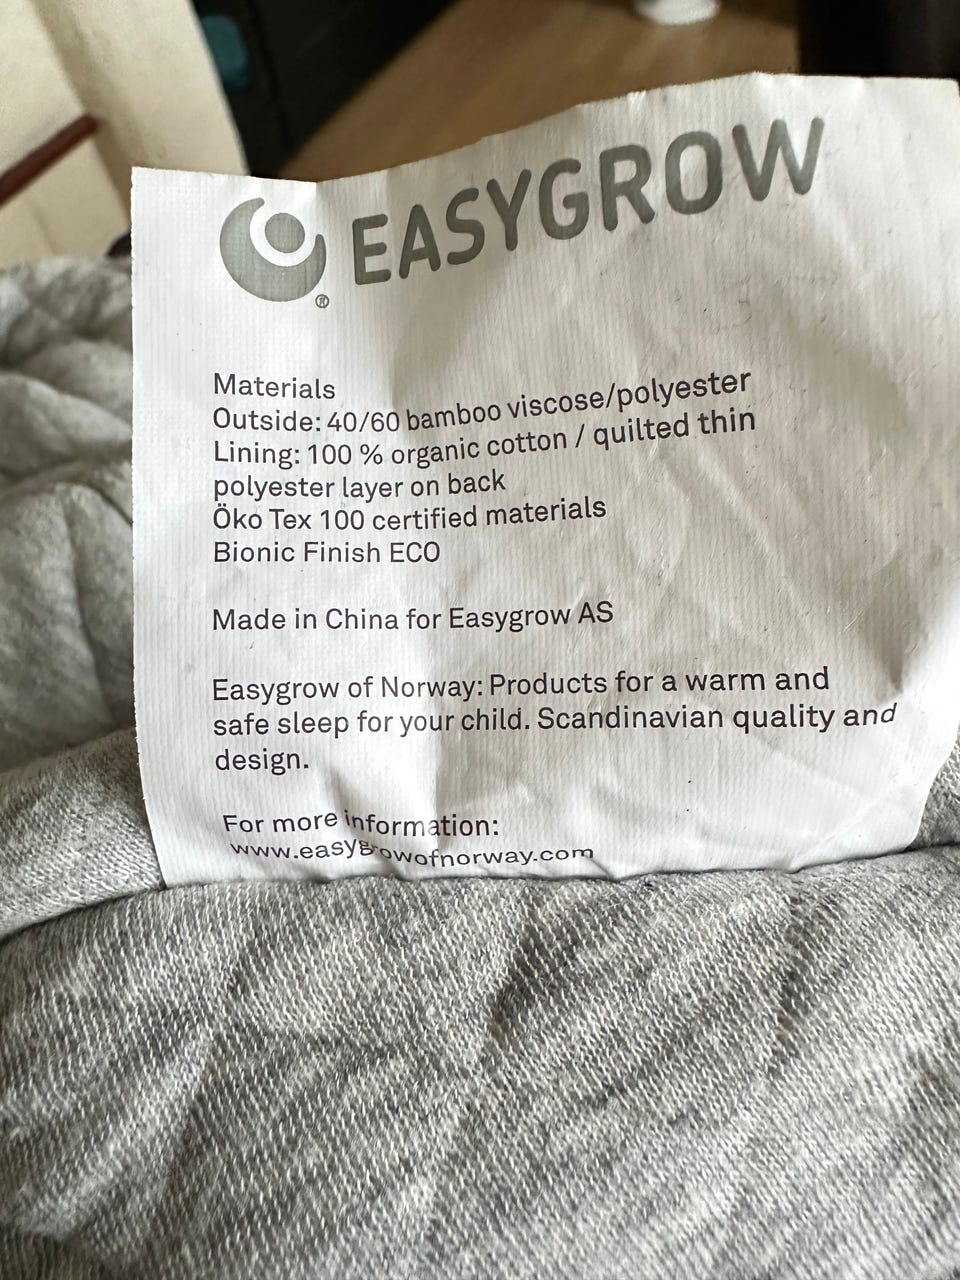 EASYGROW
®
Materials
Outside: 40/60 bamboo viscose/polyester
Lining: 100 % organic cotton / quilted thin
polyester layer on back
Öko Tex 100 certified materials
Bionic Finish ECO
Made in China for Easygrow AS
Easygrow of Norway: Products for a warm and
safe sleep for your child. Scandinavian quality and
design.
For more information:
www.easygrowofnorway.com